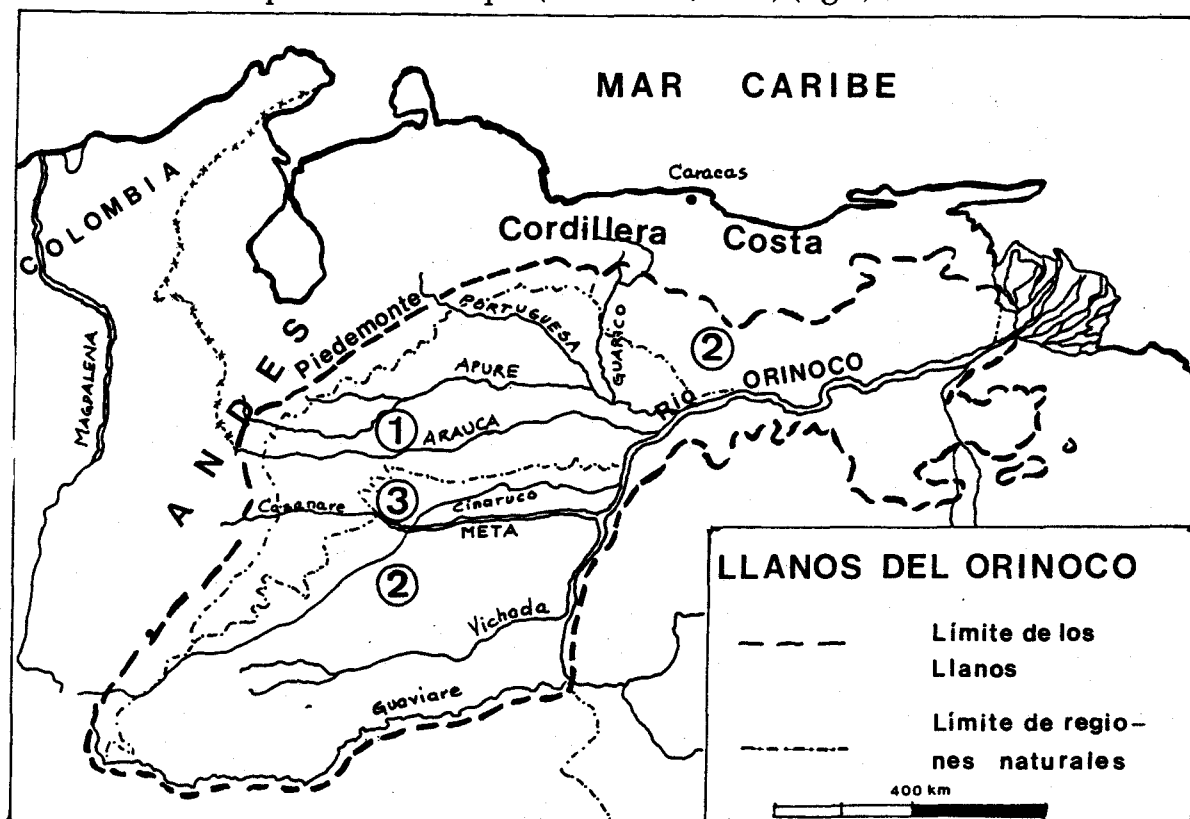 MAR CARIBE
COLOMBIA
Caracas
Cordillera Costa
ANDES
Piedemonte
PORTUGUESA
GUARICO
②
MAGDALENA
APURE
Río ORINOCO
①
ARAUCA
③
Casanare
Cinaruco
META
②
Vichada
Guaviare
LLANOS DEL ORINOCO
Límite de los
Llanos
Límite de regio-
nes naturales
400 km